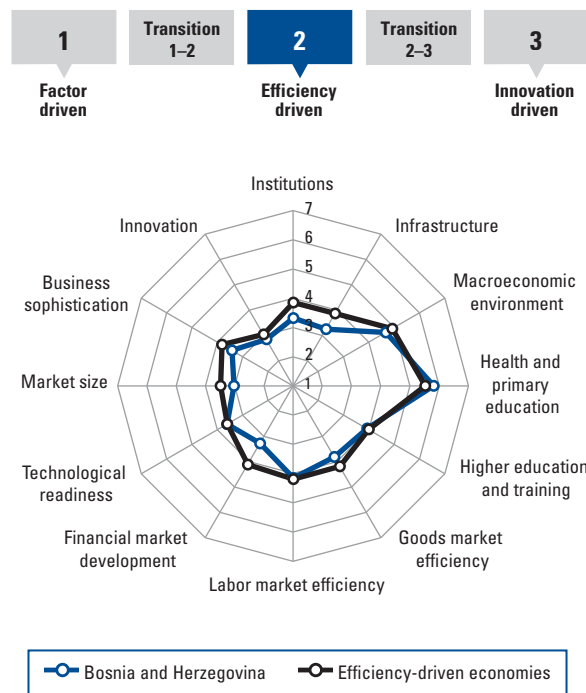 1
Transition
1–2
2
Transition
2–3
3
Factor
driven
Efficiency
driven
Innovation
driven
Institutions
7
6
5
4
3
2
1
Infrastructure
Macroeconomic
environment
Health and
primary
education
Higher education
and training
Goods market
efficiency
Labor market efficiency
Financial market
development
Technological
readiness
Market size
Business
sophistication
Innovation
Bosnia and Herzegovina
Efficiency-driven economies